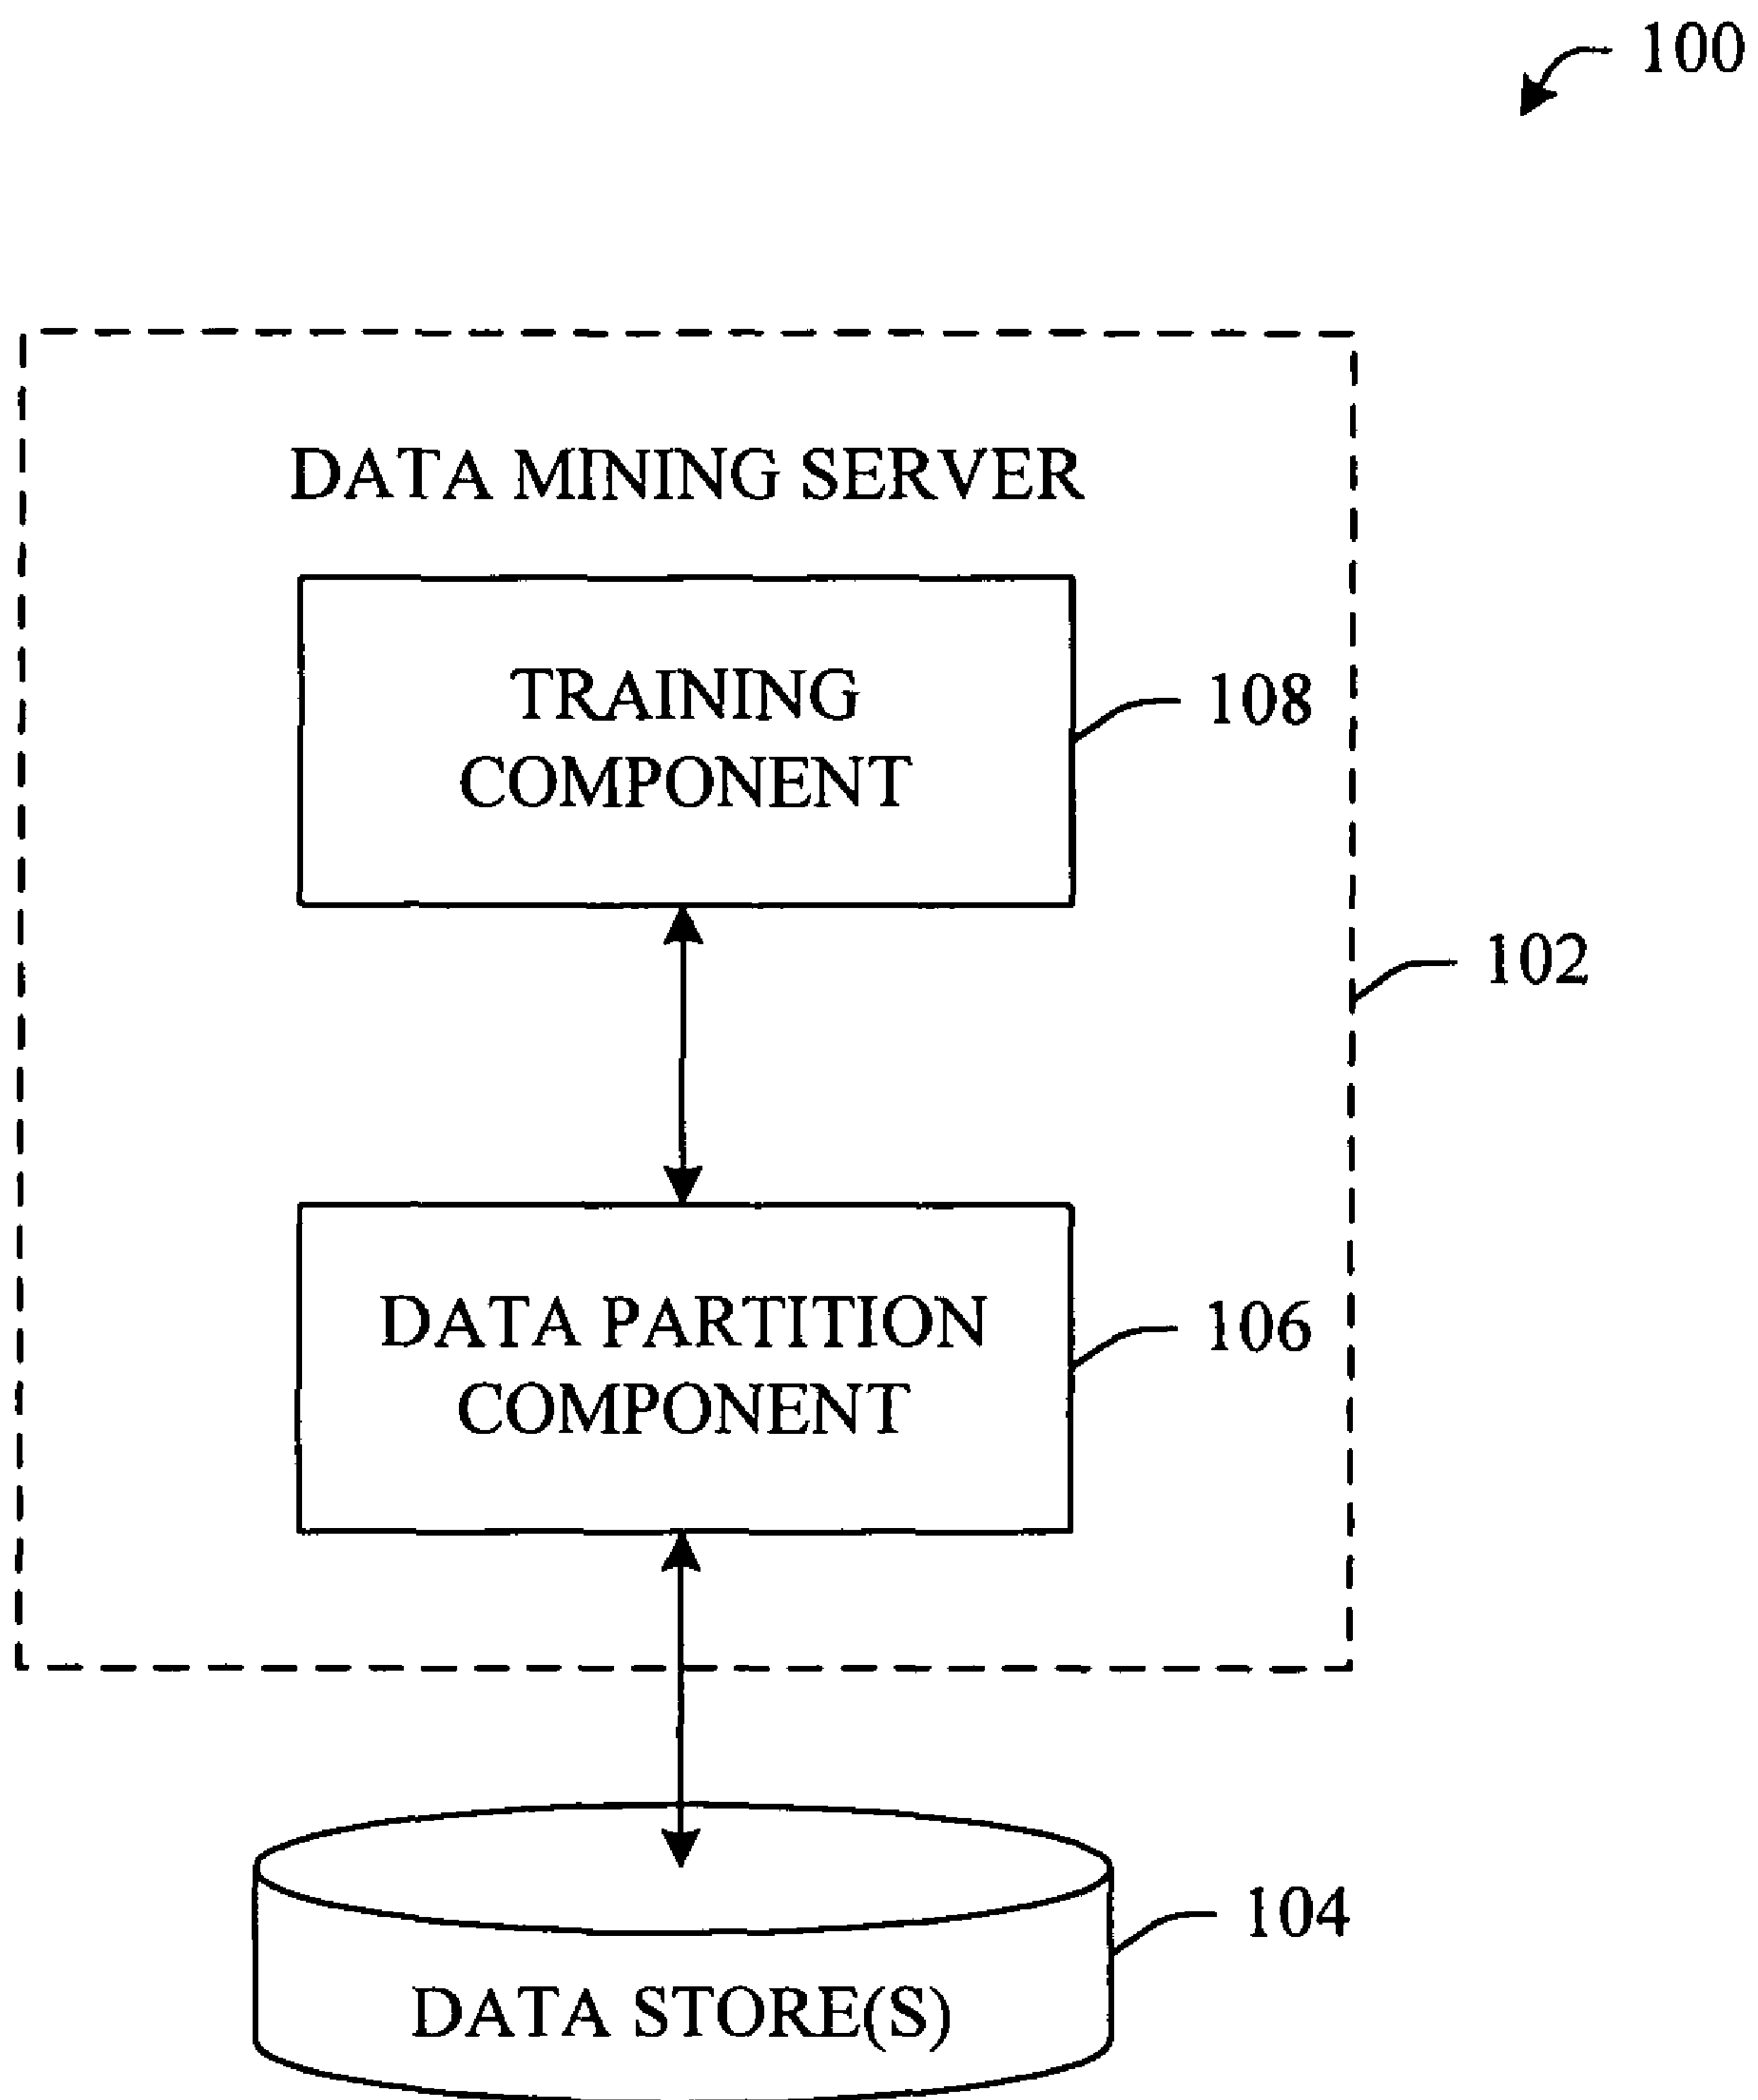 100
DATA MINING SERVER
TRAINING
COMPONENT
108
102
DATA PARTITION
COMPONENT
106
104
DATA STORE(S)